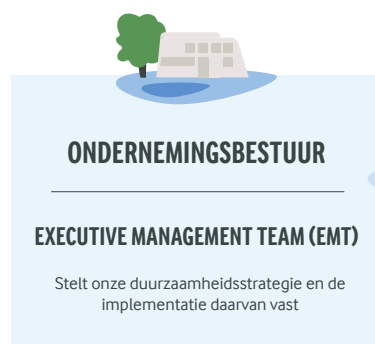 ONDERNEMINGSBESTUUR
EXECUTIVE MANAGEMENT TEAM (EMT)
Stelt onze duurzaamheidsstrategie en de
implementatie daarvan vast